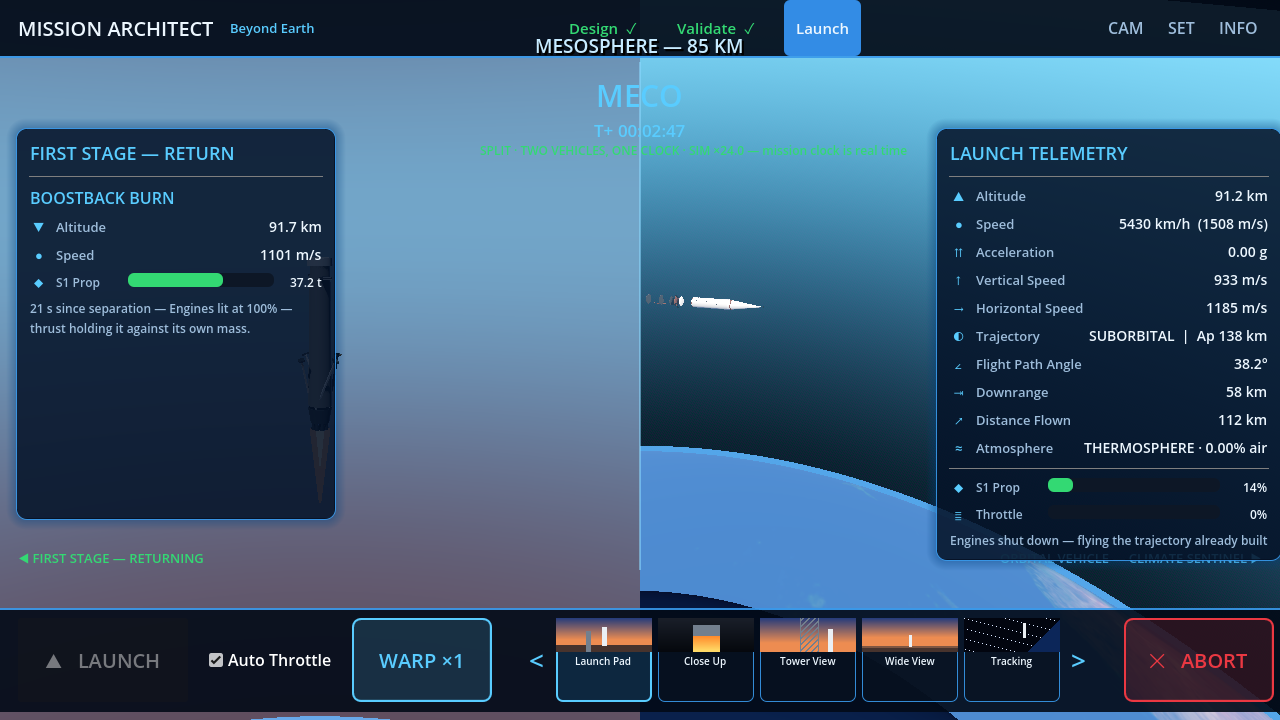 MISSION ARCHITECT Beyond Earth
Design ✓ Validate ✓ Launch
CAM SET INFO
MESOSPHERE — 85 KM
MECO
T+ 00:02:47
FIRST STAGE — RETURN
BOOSTBACK BURN
▼ Altitude 91.7 km
● Speed 1101 m/s
◆ S1 Prop 37.2 t
21 s since separation — Engines lit at 100% —
thrust holding it against its own mass.
◀ FIRST STAGE — RETURNING
LAUNCH TELEMETRY
▲ Altitude 91.2 km
● Speed 5430 km/h (1508 m/s)
⇈ Acceleration 0.00 g
↑ Vertical Speed 933 m/s
→ Horizontal Speed 1185 m/s
◐ Trajectory SUBORBITAL | Ap 138 km
∠ Flight Path Angle 38.2°
⇥ Downrange 58 km
↗ Distance Flown 112 km
≈ Atmosphere THERMOSPHERE · 0.00% air
◆ S1 Prop 14%
≣ Throttle 0%
Engines shut down — flying the trajectory already built
ORBITAL VEHICLE — CLIMATE SENTINEL ▶
▲ LAUNCH
Auto Throttle
WARP ×1
<
Launch Pad
Close Up
Tower View
Wide View
Tracking
>
ABORT